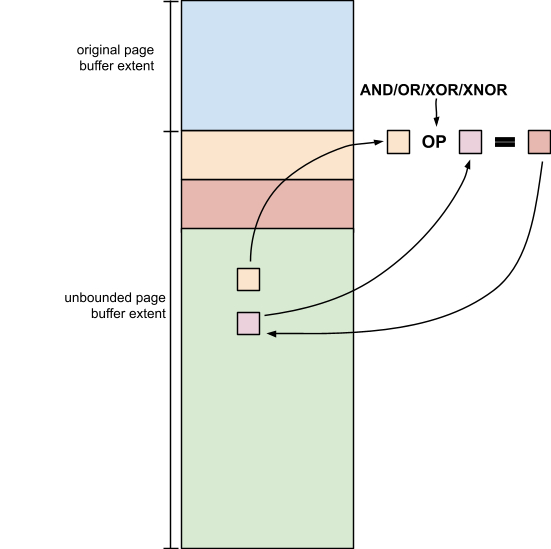 original page
buffer extent
AND/OR/XOR/XNOR
OP =
unbounded page
buffer extent